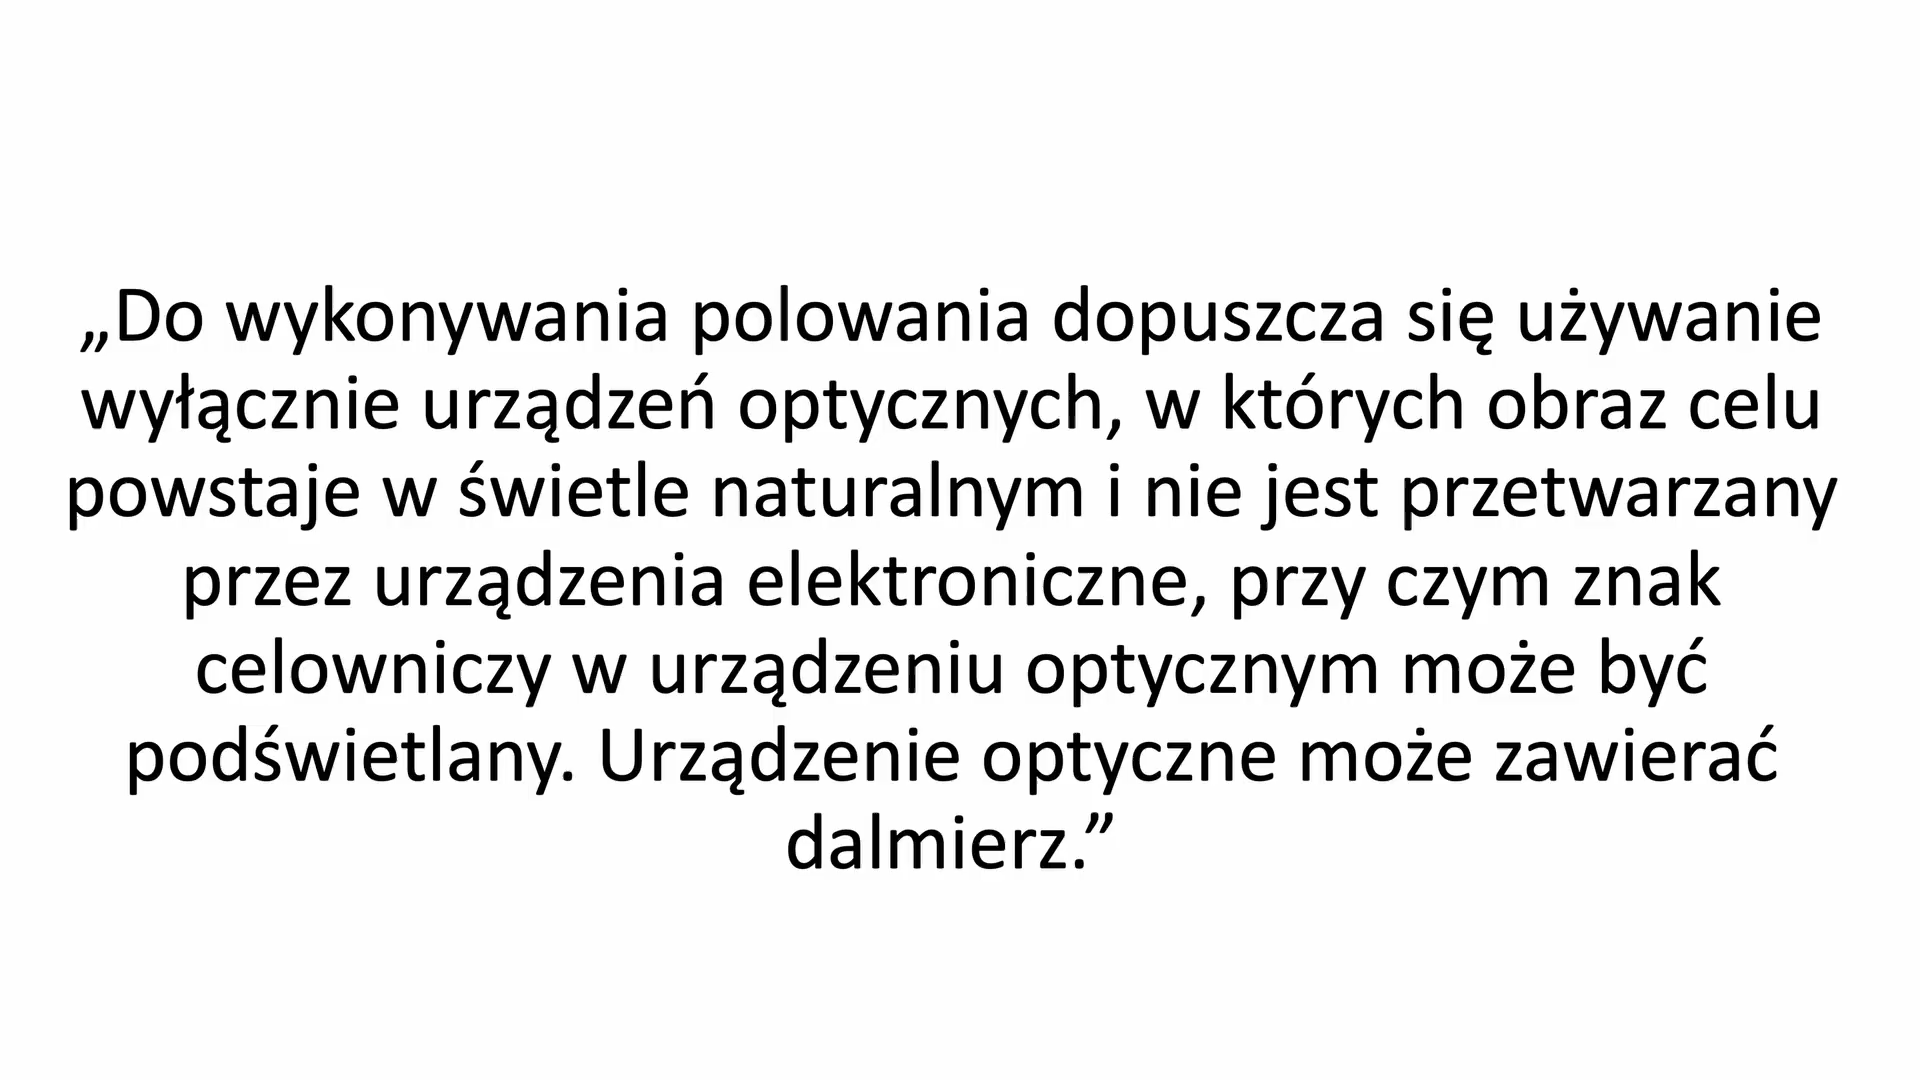 „Do wykonywania polowania dopuszcza się używanie
wyłącznie urządzeń optycznych, w których obraz celu
powstaje w świetle naturalnym i nie jest przetwarzany
przez urządzenia elektroniczne, przy czym znak
celowniczy w urządzeniu optycznym może być
podświetlany. Urządzenie optyczne może zawierać
dalmierz.”